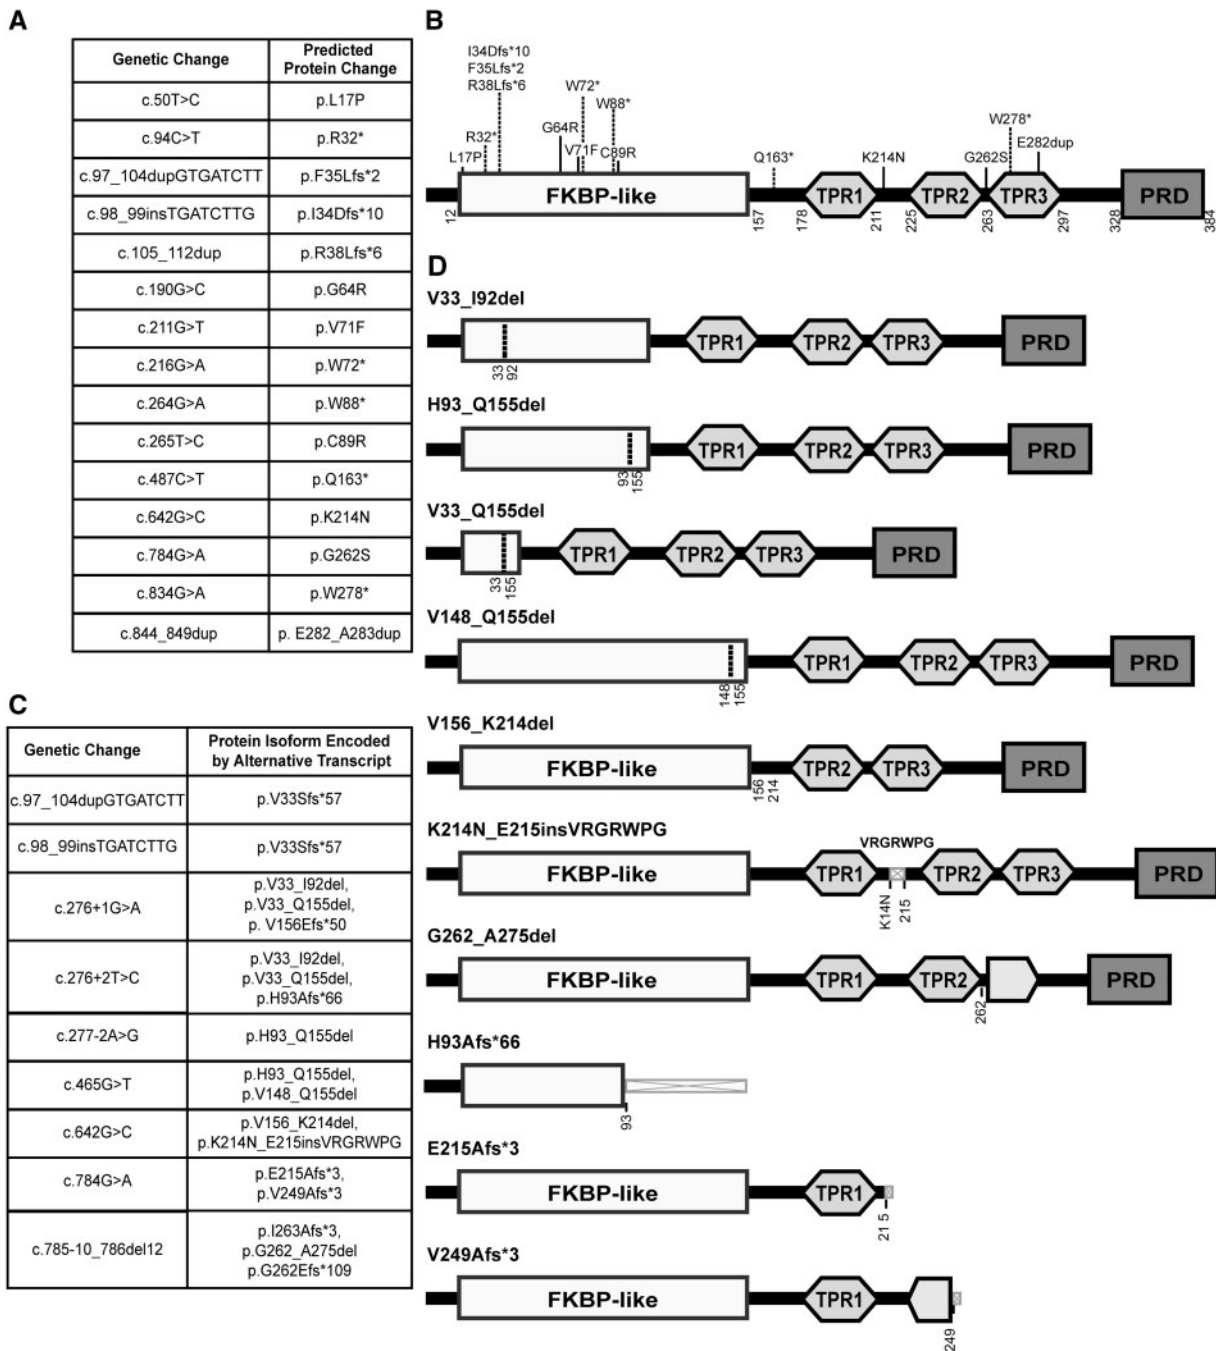 A
Genetic Change
Predicted
Protein Change
c.50T>C
p.L17P
c.94C>T
p.R32*
c.97_104dupGTGATCTT
p.F35Lfs*2
c.98_99insTGATCTTG
p.I34Dfs*10
c.105_112dup
p.R38Lfs*6
c.190G>C
p.G64R
c.211G>T
p.V71F
c.216G>A
p.W72*
c.264G>A
p.W88*
c.265T>C
p.C89R
c.487C>T
p.Q163*
c.642G>C
p.K214N
c.784G>A
p.G262S
c.834G>A
p.W278*
c.844_849dup
p. E282_A283dup
B
I34Dfs*10
F35Lfs*2
R38Lfs*6
W72*
W88*
R32*
G64R
L17P
V71F
C89R
Q163*
K214N
G262S
W278*
E282dup
FKBP-like
TPR1
TPR2
TPR3
PRD
12
157
178
211
225
263
297
328
384
C
Genetic Change
Protein Isoform Encoded
by Alternative Transcript
c.97_104dupGTGATCTT
p.V33Sfs*57
c.98_99insTGATCTTG
p.V33Sfs*57
c.276+1G>A
p.V33_I92del,
p.V33_Q155del,
p. V156Efs*50
c.276+2T>C
p.V33_I92del,
p.V33_Q155del,
p.H93Afs*66
c.277-2A>G
p.H93_Q155del
c.465G>T
p.H93_Q155del,
p.V148_Q155del
c.642G>C
p.V156_K214del,
p.K214N_E215insVRGRWPG
c.784G>A
p.E215Afs*3,
p.V249Afs*3
c.785-10_786del12
p.I263Afs*3,
p.G262_A275del
p.G262Efs*109
D
V33_I92del
TPR1
TPR2
TPR3
PRD
33
92
H93_Q155del
TPR1
TPR2
TPR3
PRD
93
155
V33_Q155del
TPR1
TPR2
TPR3
PRD
33
155
V148_Q155del
TPR1
TPR2
TPR3
PRD
148
155
V156_K214del
FKBP-like
TPR2
TPR3
PRD
156
214
K214N_E215insVRGRWPG
VRGRWPG
FKBP-like
TPR1
TPR2
TPR3
PRD
K14N
215
G262_A275del
FKBP-like
TPR1
TPR2
PRD
262
H93Afs*66
93
E215Afs*3
FKBP-like
TPR1
21 5
V249Afs*3
FKBP-like
TPR1
249